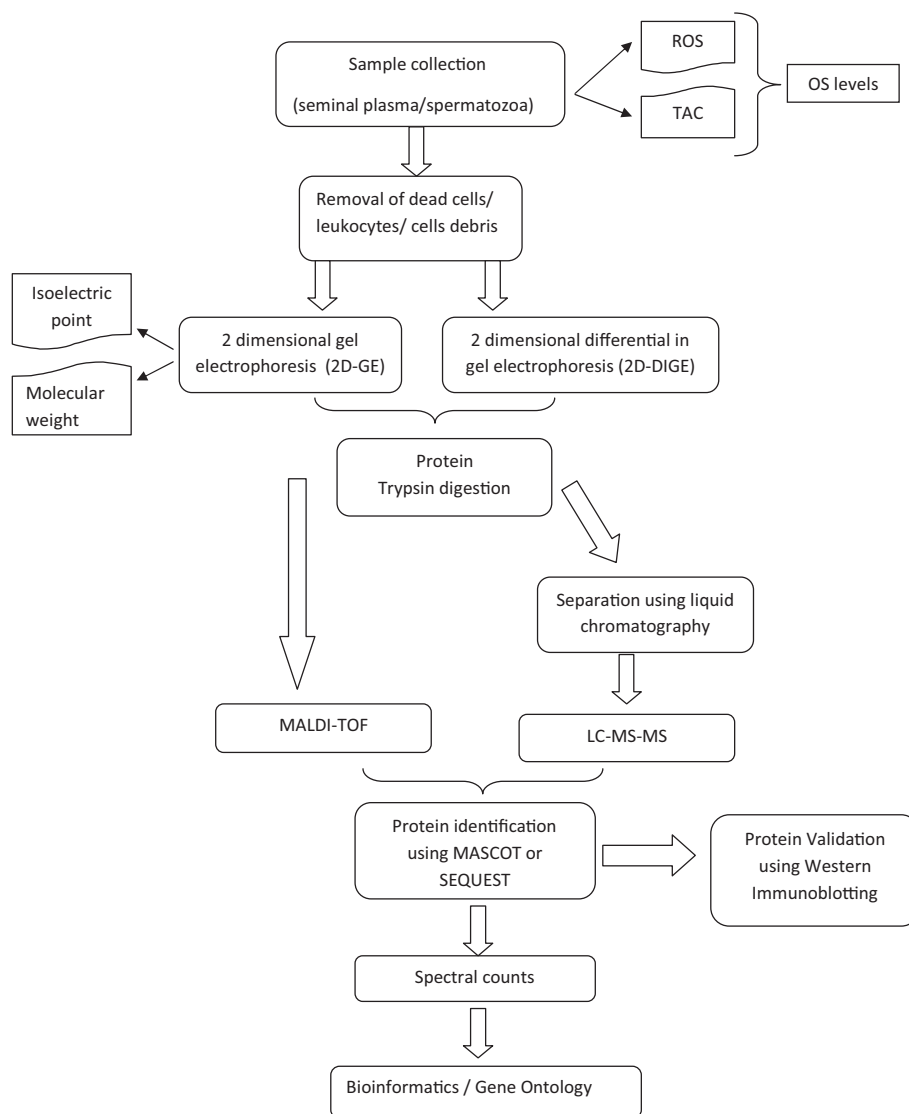 Sample collection
(seminal plasma/spermatozoa)
ROS
TAC
OS levels
Removal of dead cells/
leukocytes/ cells debris
Isoelectric
point
Molecular
weight
2 dimensional gel
electrophoresis (2D-GE)
2 dimensional differential in
gel electrophoresis (2D-DIGE)
Protein
Trypsin digestion
Separation using liquid
chromatography
MALDI-TOF
LC-MS-MS
Protein identification
using MASCOT or
SEQUEST
Protein Validation
using Western
Immunoblotting
Spectral counts
Bioinformatics / Gene Ontology